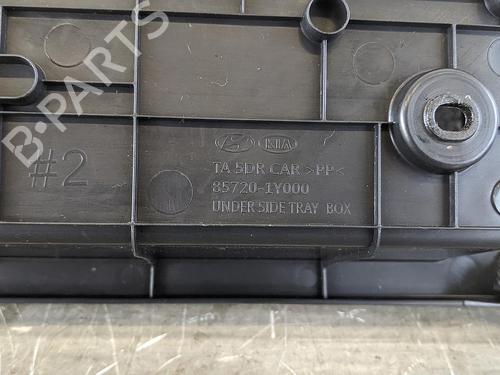 B-PARTS
KIA
#2
TA 5DR CAR >PP<
85720-1Y000
UNDER SIDE TRAY BOX